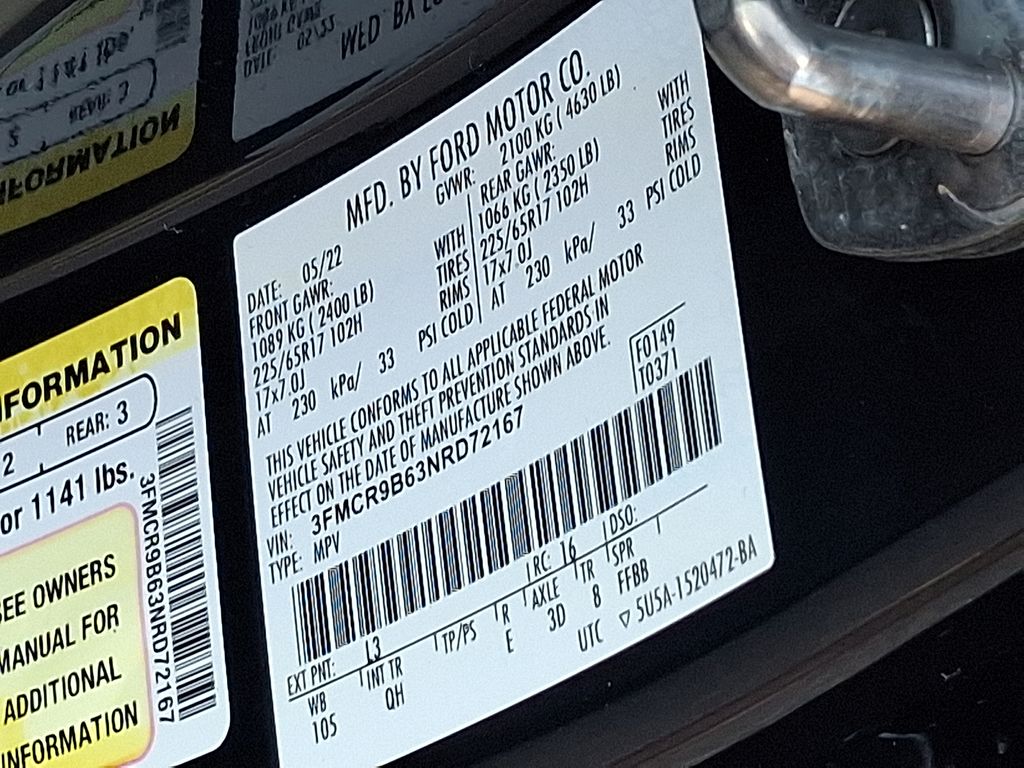 MFD. BY FORD MOTOR CO.
GVWR: 2100 KG ( 4630 LB)
DATE: 05/22
FRONT GAWR:
1089 KG ( 2400 LB)
WITH
225/65R17 102H
TIRES
17x7.0J
RIMS
AT 230 kPa/ 33 PSI COLD
REAR GAWR:
1066 KG ( 2350 LB)
WITH
225/65R17 102H
TIRES
17x7.0J
RIMS
AT 230 kPa/ 33 PSI COLD
THIS VEHICLE CONFORMS TO ALL APPLICABLE FEDERAL MOTOR
VEHICLE SAFETY AND THEFT PREVENTION STANDARDS IN
EFFECT ON THE DATE OF MANUFACTURE SHOWN ABOVE.
VIN: 3FMCR9B63NRD72167
TYPE: MPV
F0149
T0371
EXT PNT: L3 RC: 16 DSO:
WB INT TR TP/PS R AXLE TR SPR
105 QH E 3D 8 FFBB
UTC ▽ 5U5A-1520472-BA
FORMATION
2 REAR: 3
or 1141 lbs.
SEE OWNERS
MANUAL FOR
ADDITIONAL
INFORMATION
3FMCR9B63NRD72167